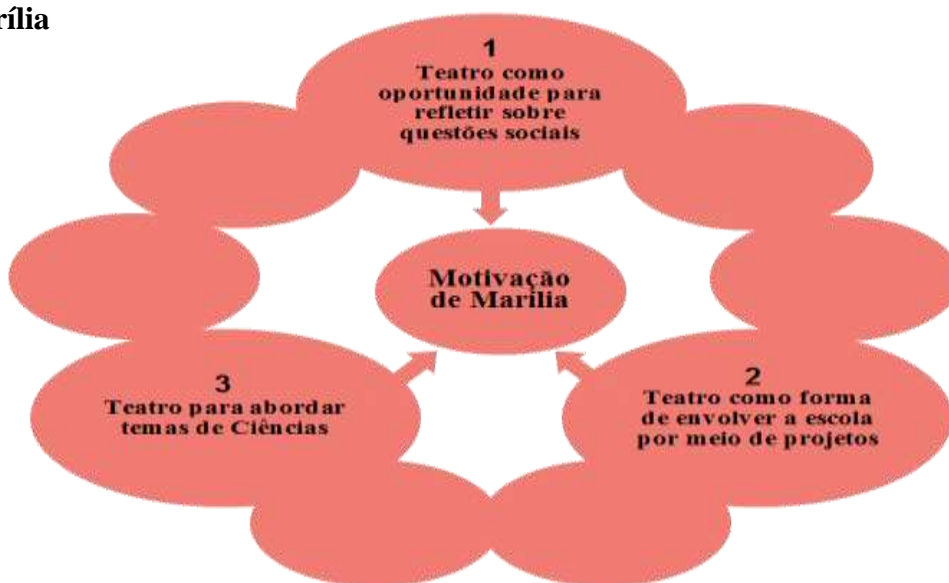 rília
1
Teatro como
oportunidade para
refletir sobre
questões sociais
Motivação
de Marília
3
Teatro para abordar
temas de Ciências
2
Teatro como forma
de envolver a escola
por meio de projetos